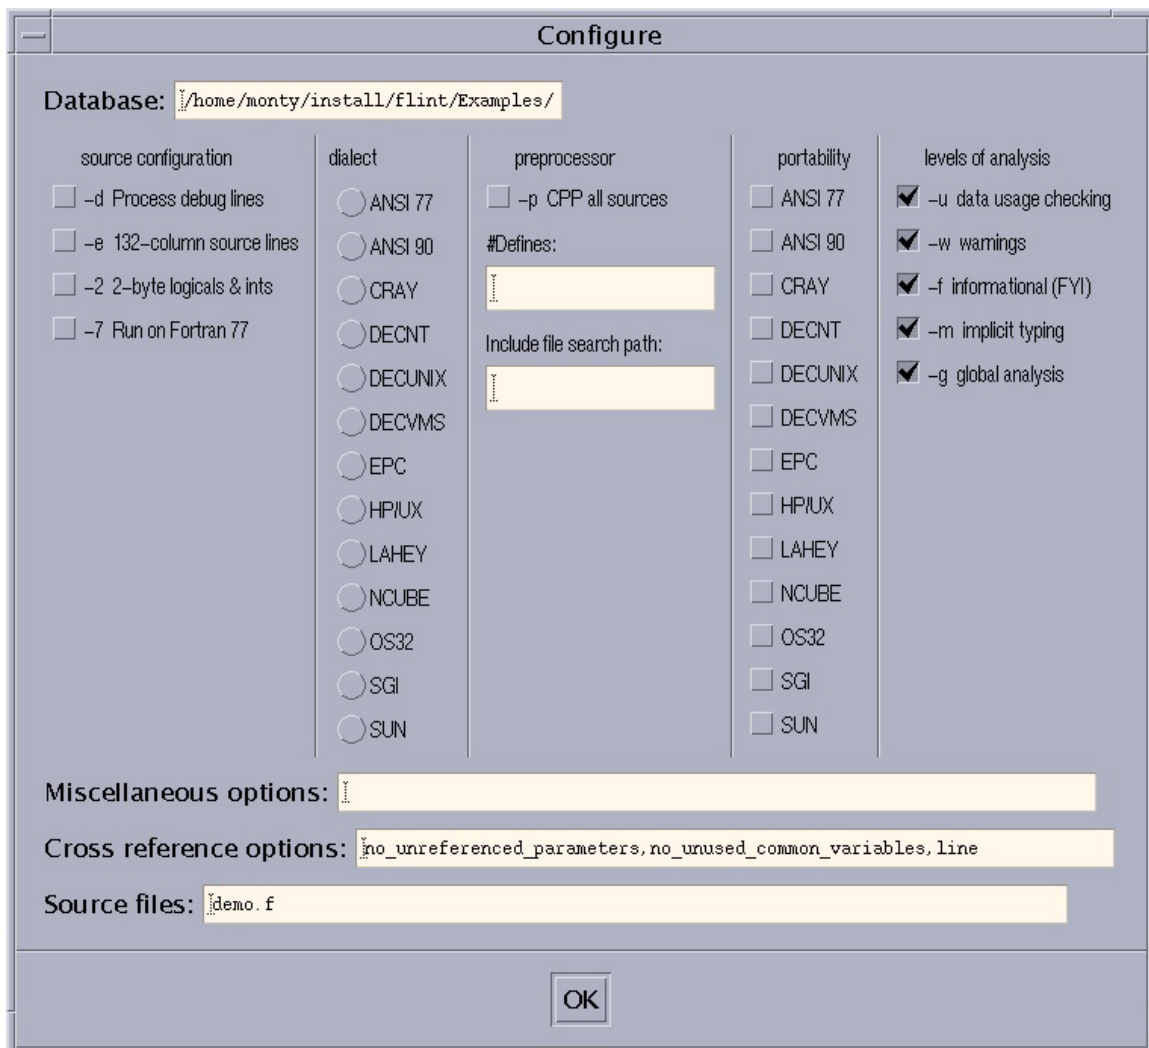 Configure
Database: /home/monty/install/flint/Examples/
source configuration
-d Process debug lines
-e 132-column source lines
-2 2-byte logicals & ints
-7 Run on Fortran 77
dialect
ANSI 77
ANSI 90
CRAY
DECNT
DECUNIX
DECVMS
EPC
HP/UX
LAHEY
NCUBE
OS32
SGI
SUN
preprocessor
-p CPP all sources
#Defines:
Include file search path:
portability
ANSI 77
ANSI 90
CRAY
DECNT
DECUNIX
DECVMS
EPC
HP/UX
LAHEY
NCUBE
OS32
SGI
SUN
levels of analysis
-u data usage checking
-w warnings
-f informational (FYI)
-m implicit typing
-g global analysis
Miscellaneous options:
Cross reference options: no_unreferenced_parameters,no_unused_common_variables,line
Source files: demo.f
OK